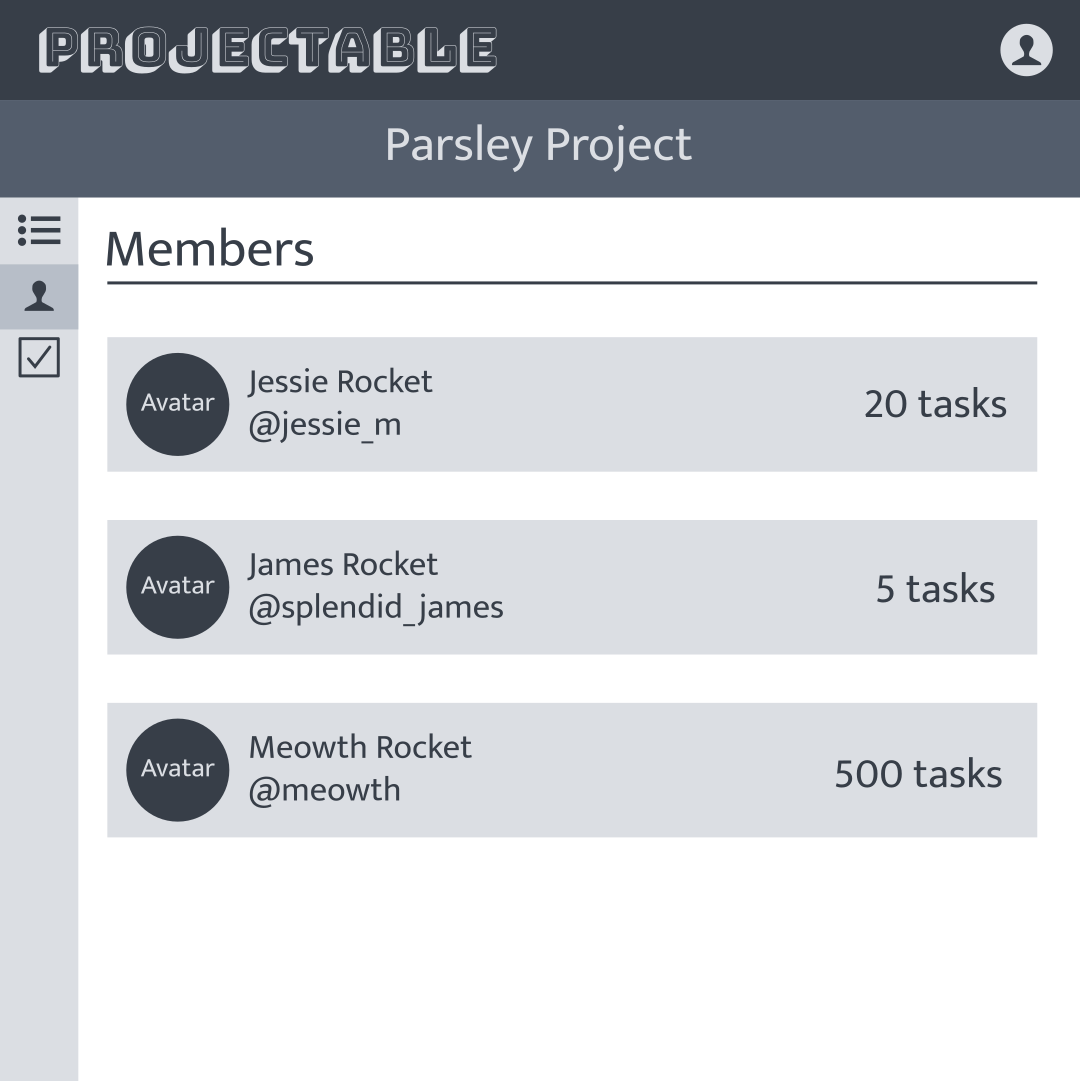 PROJECTABLE
Parsley Project
Members
Avatar
Jessie Rocket
@jessie_m
20 tasks
Avatar
James Rocket
@splendid_james
5 tasks
Avatar
Meowth Rocket
@meowth
500 tasks